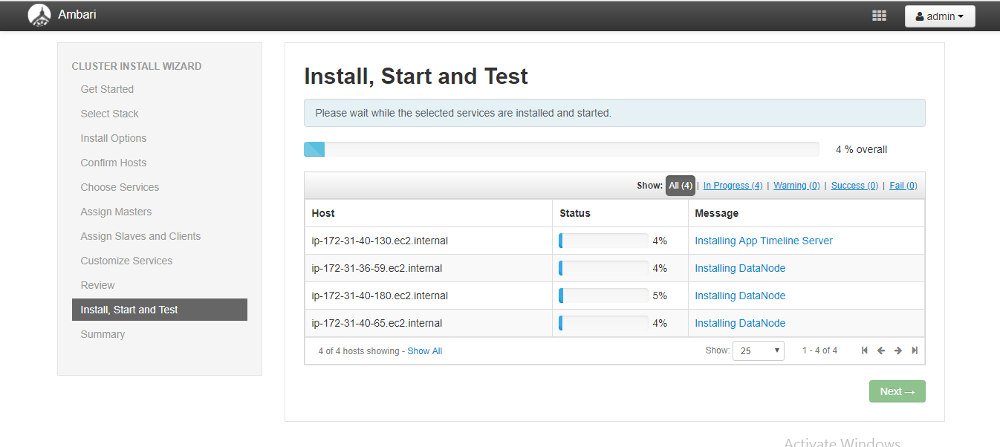 Ambari
admin
CLUSTER INSTALL WIZARD
Get Started
Select Stack
Install Options
Confirm Hosts
Choose Services
Assign Masters
Assign Slaves and Clients
Customize Services
Review
Install, Start and Test
Summary
Install, Start and Test
Please wait while the selected services are installed and started.
4 % overall
Show: All (4) | In Progress (4) | Warning (0) | Success (0) | Fail (0)
Host Status Message
ip-172-31-40-130.ec2.internal 4% Installing App Timeline Server
ip-172-31-36-59.ec2.internal 4% Installing DataNode
ip-172-31-40-180.ec2.internal 5% Installing DataNode
ip-172-31-40-65.ec2.internal 4% Installing DataNode
4 of 4 hosts showing - Show All Show: 25 1 - 4 of 4
Next →
Activate Windows